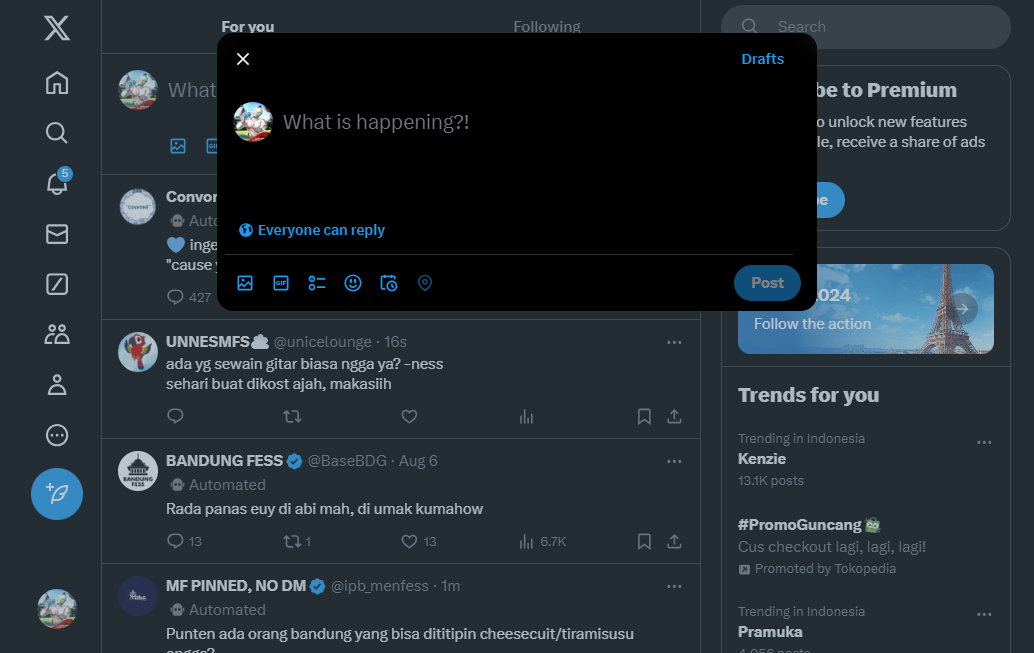 For you
Following
Search
Drafts
What
What is happening?!
be to Premium
o unlock new features
le, receive a share of ads
be
5
Convor
Auto
inge
"cause y
427
Everyone can reply
GIF
Post
2024
Follow the action
UNNESMFS @unicelounge · 16s
ada yg sewain gitar biasa ngga ya? -ness
sehari buat dikost ajah, makasiih
Trends for you
Trending in Indonesia
Kenzie
13.1K posts
BANDUNG FESS @BaseBDG · Aug 6
Automated
Rada panas euy di abi mah, di umak kumahow
13 1 13 6.7K
BANDUNG
FESS
#PromoGuncang
Cus checkout lagi, lagi, lagi!
Promoted by Tokopedia
MF PINNED, NO DM @ipb_menfess · 1m
Automated
Punten ada orang bandung yang bisa dititipin cheesecuit/tiramisusu
Trending in Indonesia
Pramuka